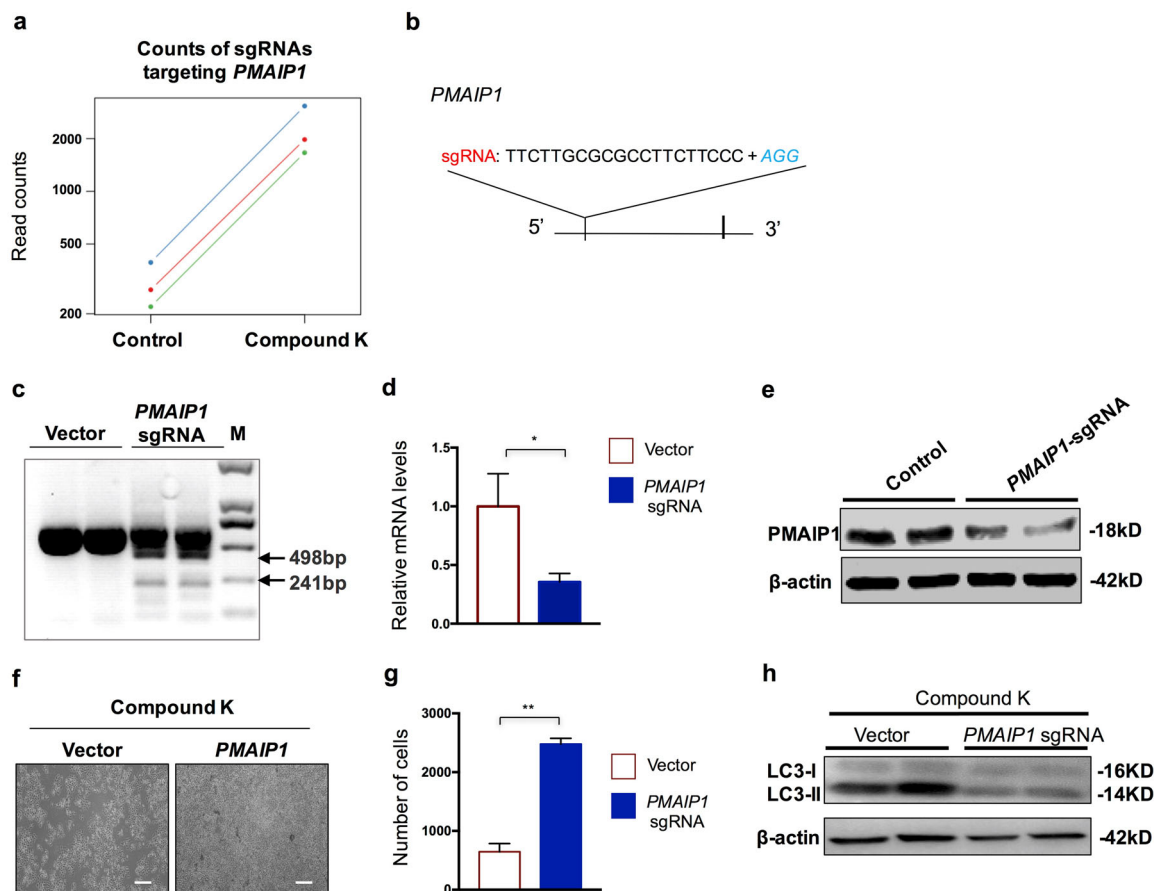 a
Counts of sgRNAs
targeting PMAIP1
Read counts
2000
1000
500
200
Control
Compound K
b
PMAIP1
sgRNA: TTCTTGCGCGCCTTCTTCCC + AGG
5’
3’
c
PMAIP1
Vector sgRNA M
498bp
241bp
d
Relative mRNA levels
1.5
1.0
0.5
0.0
*
Vector
PMAIP1
sgRNA
e
Control
PMAIP1-sgRNA
PMAIP1
-18kD
β-actin
-42kD
f
Compound K
Vector
PMAIP1
g
Number of cells
3000
2000
1000
0
**
Vector
PMAIP1
sgRNA
h
Compound K
Vector
PMAIP1 sgRNA
LC3-I
-16KD
LC3-II
-14KD
β-actin
-42kD